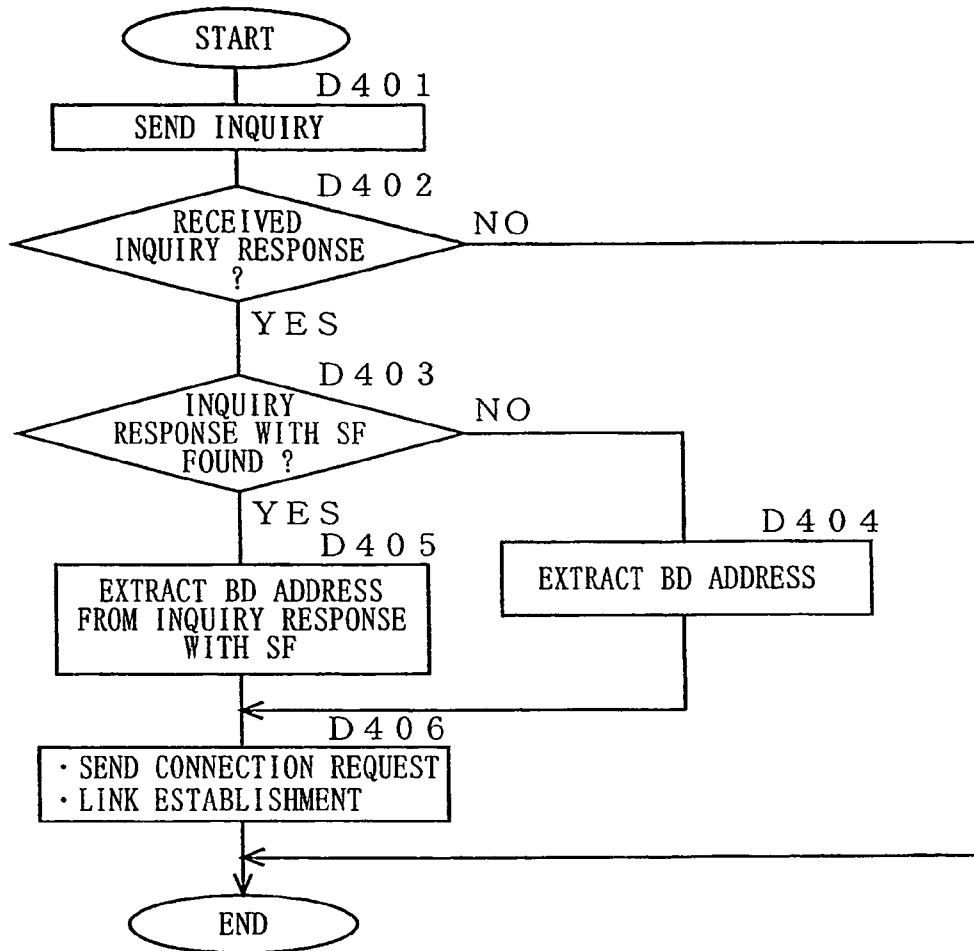 START
D401
SEND INQUIRY
D402
RECEIVED
INQUIRY RESPONSE
?
NO
YES
D403
INQUIRY
RESPONSE WITH SF
FOUND ?
NO
YES
D404
EXTRACT BD ADDRESS
D405
EXTRACT BD ADDRESS
FROM INQUIRY RESPONSE
WITH SF
D406
・SEND CONNECTION REQUEST
・LINK ESTABLISHMENT
END